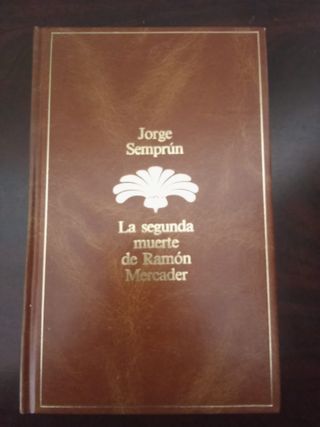 Jorge
Semprún
La segunda
muerte
de Ramón
Mercader